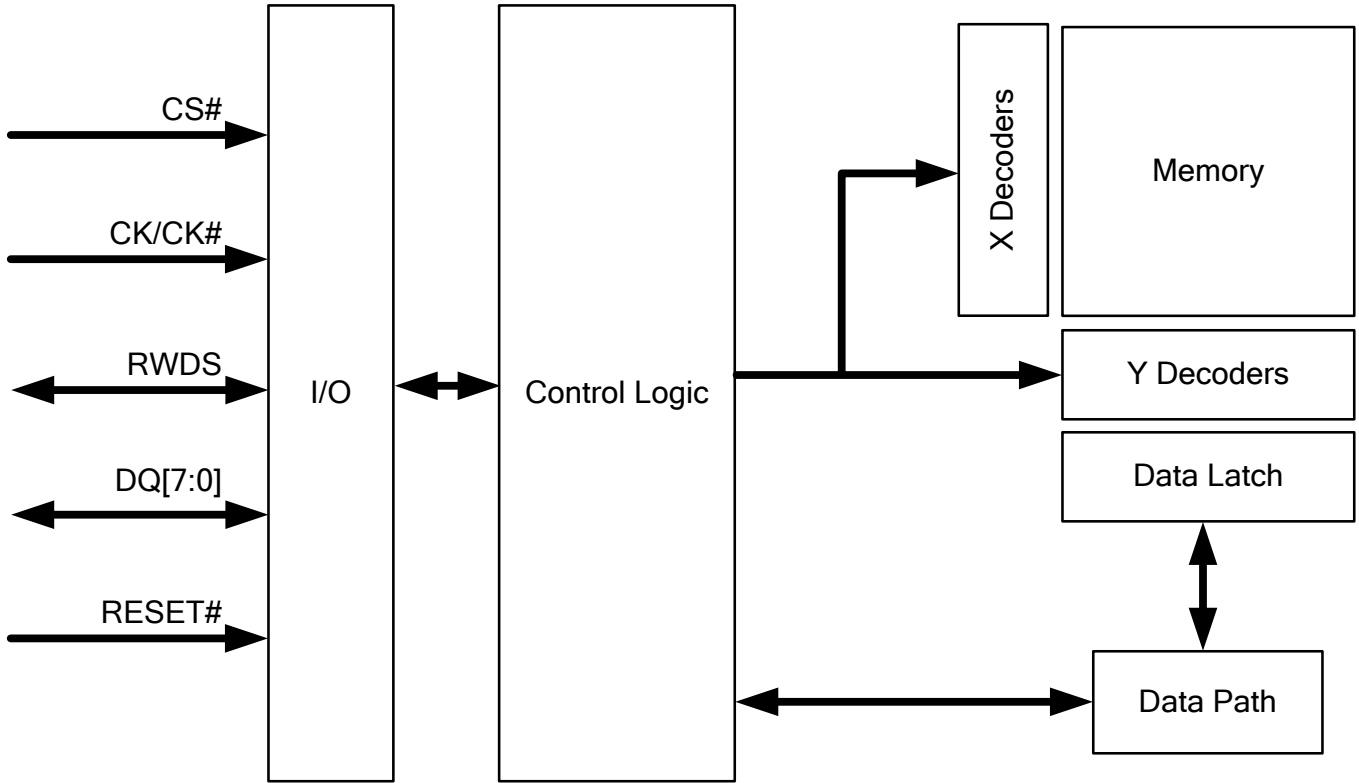 CS#
CK/CK#
RWDS
DQ[7:0]
RESET#
I/O
Control Logic
X Decoders
Memory
Y Decoders
Data Latch
Data Path